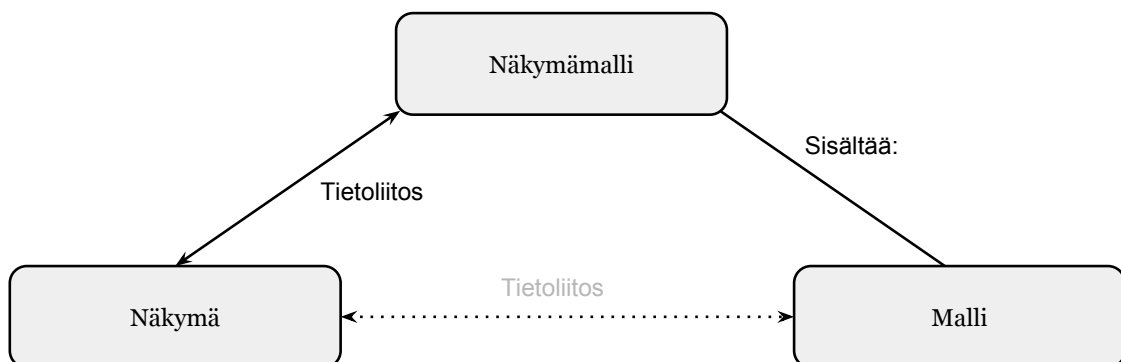 Näkymämalli
Sisältää:
Tietoliitos
Tietoliitos
Näkymä
Malli